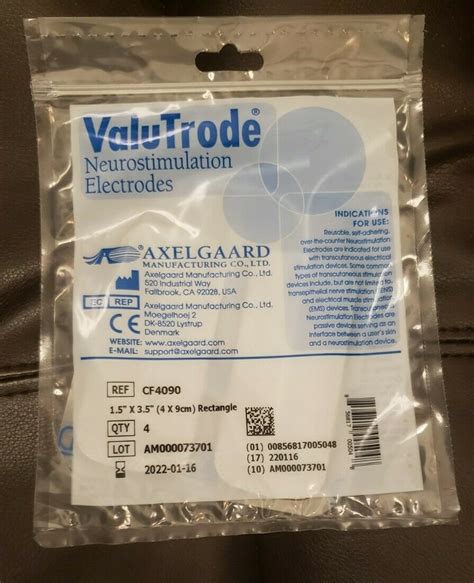 ValuTrode®
Neurostimulation
Electrodes
INDICATIONS
FOR USE:
Reusable, self-adhering,
over-the-counter Neurostimulation
Electrodes are indicated for use
with transcutaneous electrical
stimulation devices. Some common
types of transcutaneous stimulation
devices include, but are not limited to,
transepithelial nerve stimulation (TENS)
and electrical muscle stimulation
(EMS) devices. Transcutaneous
Neurostimulation Electrodes are
passive devices serving as an
interface between a user's skin
and a neurostimulation device.
AXELGAARD
MANUFACTURING CO., LTD.
Axelgaard Manufacturing Co., Ltd.
520 Industrial Way
Fallbrook, CA 92028, USA
EC REP
Axelgaard Manufacturing Co., Ltd.
Moegelhoej 2
DK-8520 Lystrup
Denmark
CE
WEBSITE: www.axelgaard.com
E-MAIL: support@axelgaard.com
REF CF4090
1.5" X 3.5" (4 X 9cm) Rectangle
QTY 4
LOT AM000073701
2022-01-16
(01) 00856817005048
(17) 220116
(10) AM000073701